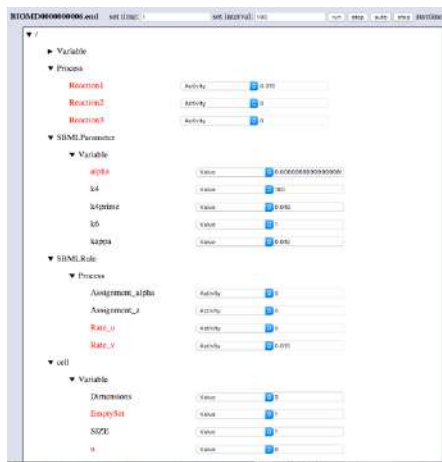 BIOMD0000000006.eml set time: 1 set interval: 100 run stop auto step runtime
▼ /
► Variable
▼ Process
Reaction1 Activity 0.015
Reaction2 Activity 0
Reaction3 Activity 0
▼ SBMLParameter
▼ Variable
alpha Value
k4 Value 180
k4prime Value 0.018
k6 Value 1
kappa Value 0.015
▼ SBMLRule
▼ Process
Assignment_alpha Activity 0
Assignment_z Activity 0
Rate_u Activity 0
Rate_v Activity 0.015
▼ cell
▼ Variable
Dimensions Value 3
EmptySet Value 1
SIZE Value 1
u Value 0